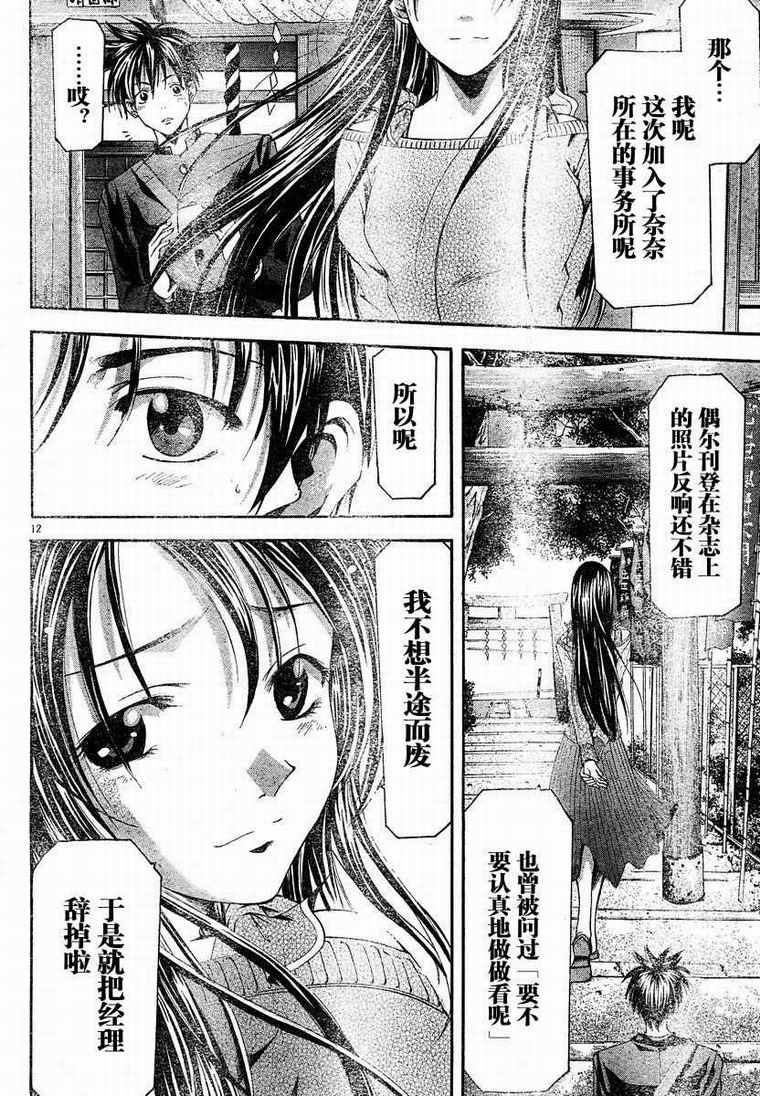 那个…
我呢
这次加入了奈奈
所在的事务所呢
……
哎？
偶尔刊登在杂志上
的照片反响还不错
也曾被问过「要不
要认真地做做看呢」
所以呢
12
我不想半途而废
于是就把经理
辞掉啦